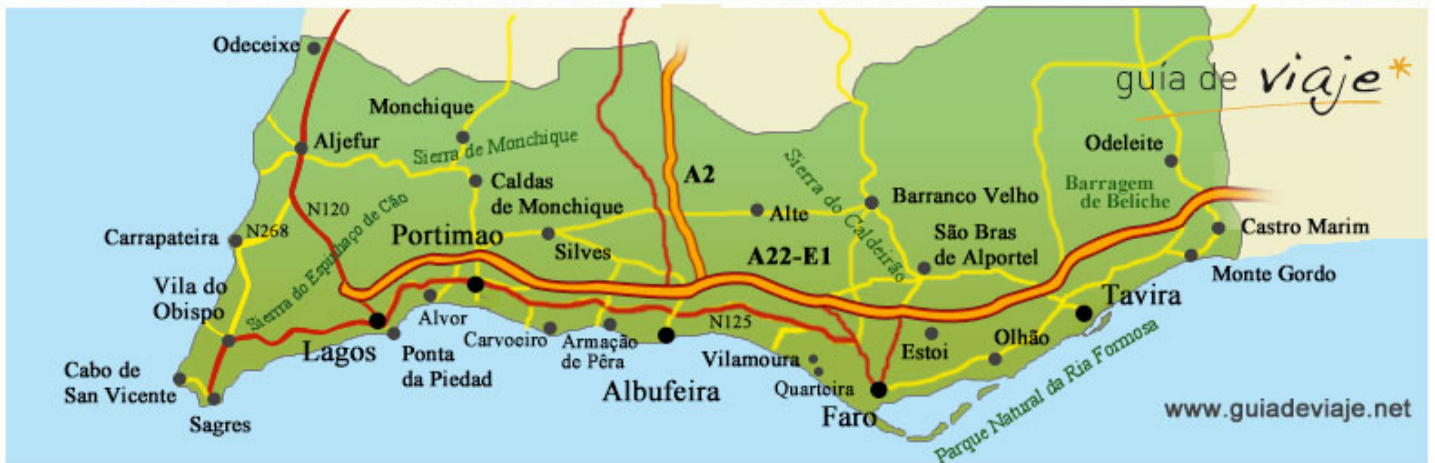 Odeceixe
guía de viaje*
Monchique
Aljefur
Sierra de Monchique
Odeleite
Caldas
de Monchique
A2
Sierra do Caldeirão
Barranco Velho
Barragem
de Beliche
Alte
N120
N268
Carrapateira
Sierra do Espinhaço de Cão
Portimao
Silves
A22-E1
São Bras
de Alportel
Castro Marim
Monte Gordo
Vila do
Obispo
Alvor
Tavira
Lagos
Ponta
da Piedad
Carvoeiro
Armação
de Pêra
N125
Vilamoura
Estoi
Olhão
Cabo de
San Vicente
Albufeira
Quarteira
Parque Natural da Ria Formosa
Sagres
Faro
www.guiadeviaje.net